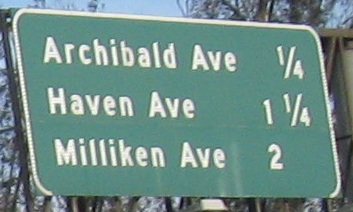 Archibald Ave ¼
Haven Ave 1 ¼
Milliken Ave 2